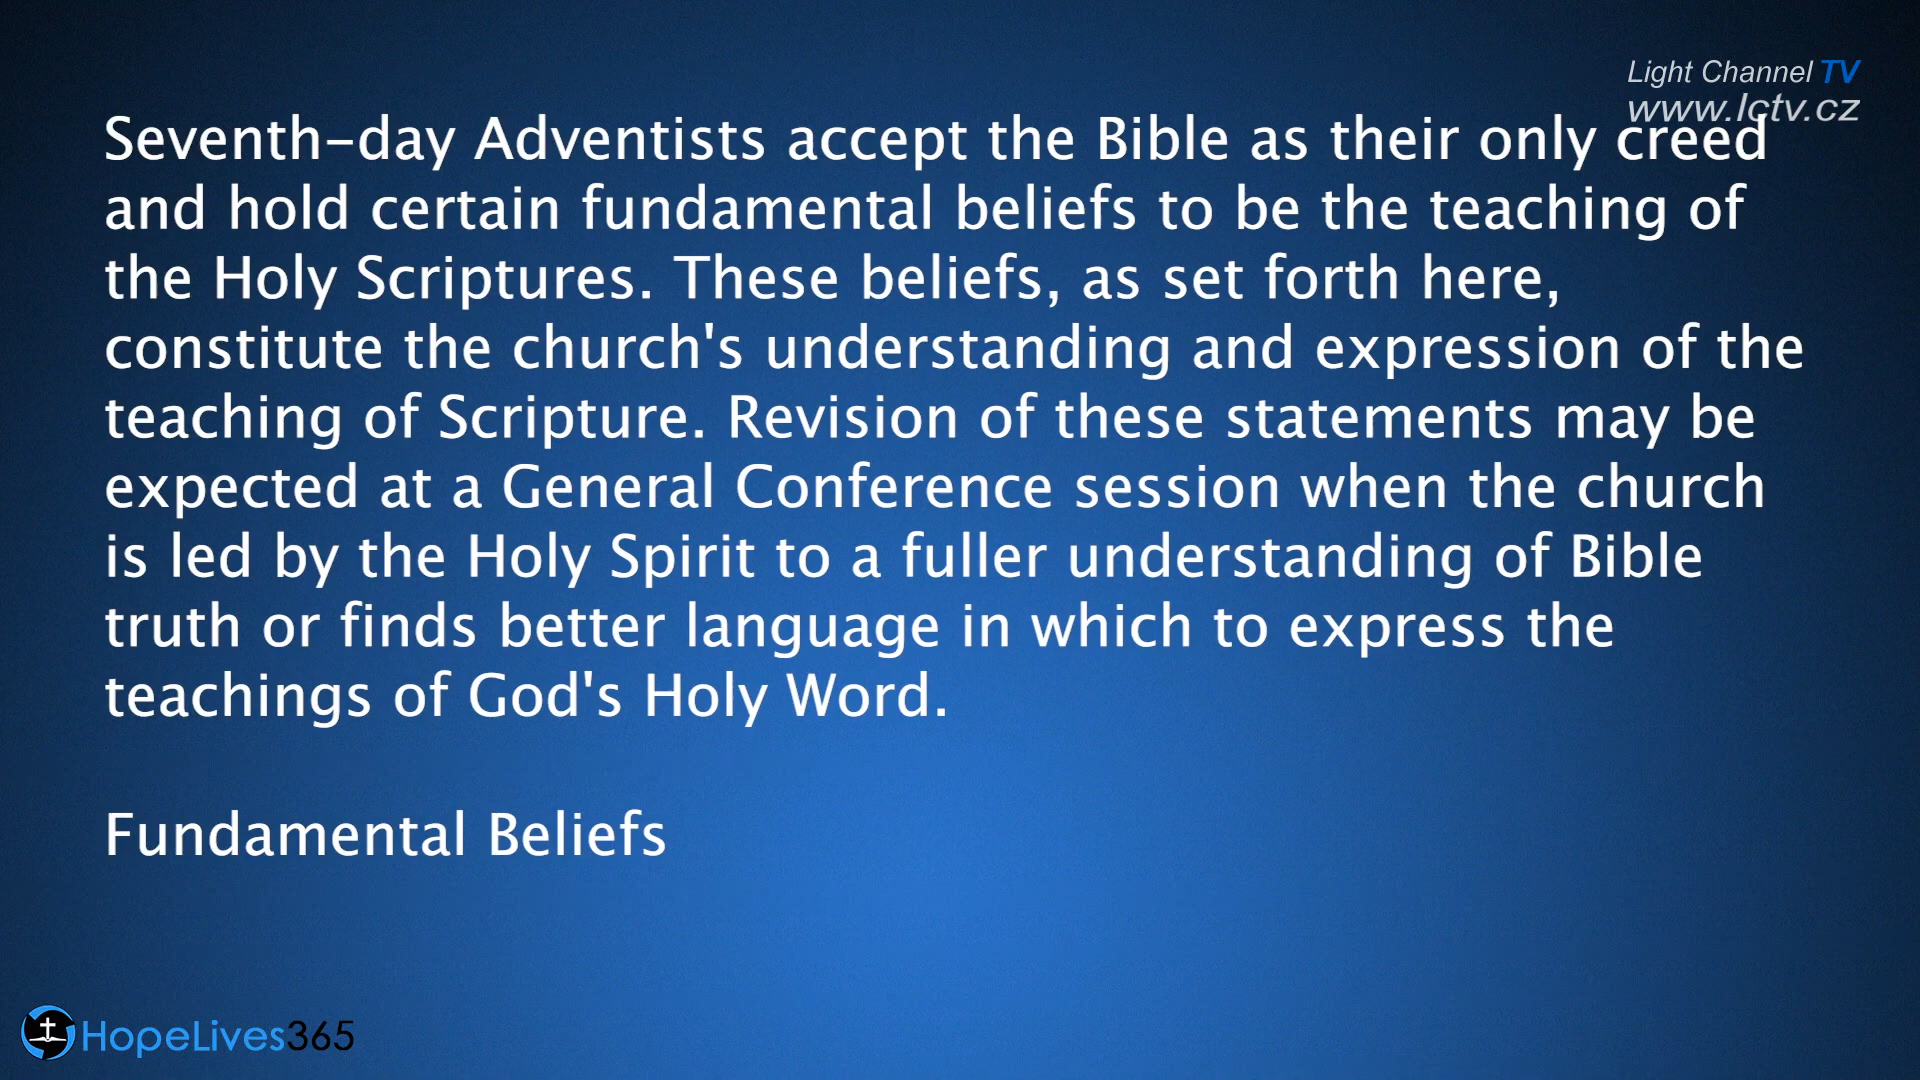 Light Channel TV
www.lctv.cz
Seventh-day Adventists accept the Bible as their only creed
and hold certain fundamental beliefs to be the teaching of
the Holy Scriptures. These beliefs, as set forth here,
constitute the church's understanding and expression of the
teaching of Scripture. Revision of these statements may be
expected at a General Conference session when the church
is led by the Holy Spirit to a fuller understanding of Bible
truth or finds better language in which to express the
teachings of God's Holy Word.
Fundamental Beliefs
HopeLives365